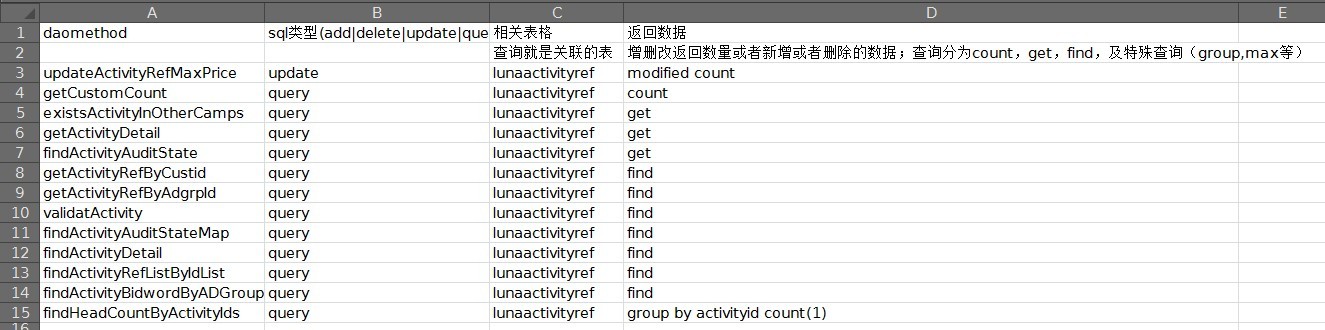 A B C D E
1 daomethod sql类型(add|delete|update|que 相关表格 返回数据
2 查询就是关联的表 增删改返回数量或者新增或者删除的数据；查询分为count，get，find，及特殊查询（group,max等）
3 updateActivityRefMaxPrice update lunaactivityref modified count
4 getCustomCount query lunaactivityref count
5 existsActivityInOtherCamps query lunaactivityref get
6 getActivityDetail query lunaactivityref get
7 findActivityAuditState query lunaactivityref get
8 getActivityRefByCustid query lunaactivityref find
9 getActivityRefByAdgrpId query lunaactivityref find
10 validatActivity query lunaactivityref find
11 findActivityAuditStateMap query lunaactivityref find
12 findActivityDetail query lunaactivityref find
13 findActivityRefListByIdList query lunaactivityref find
14 findActivityBidwordByADGroup query lunaactivityref find
15 findHeadCountByActivityIds query lunaactivityref group by activityid count(1)
16